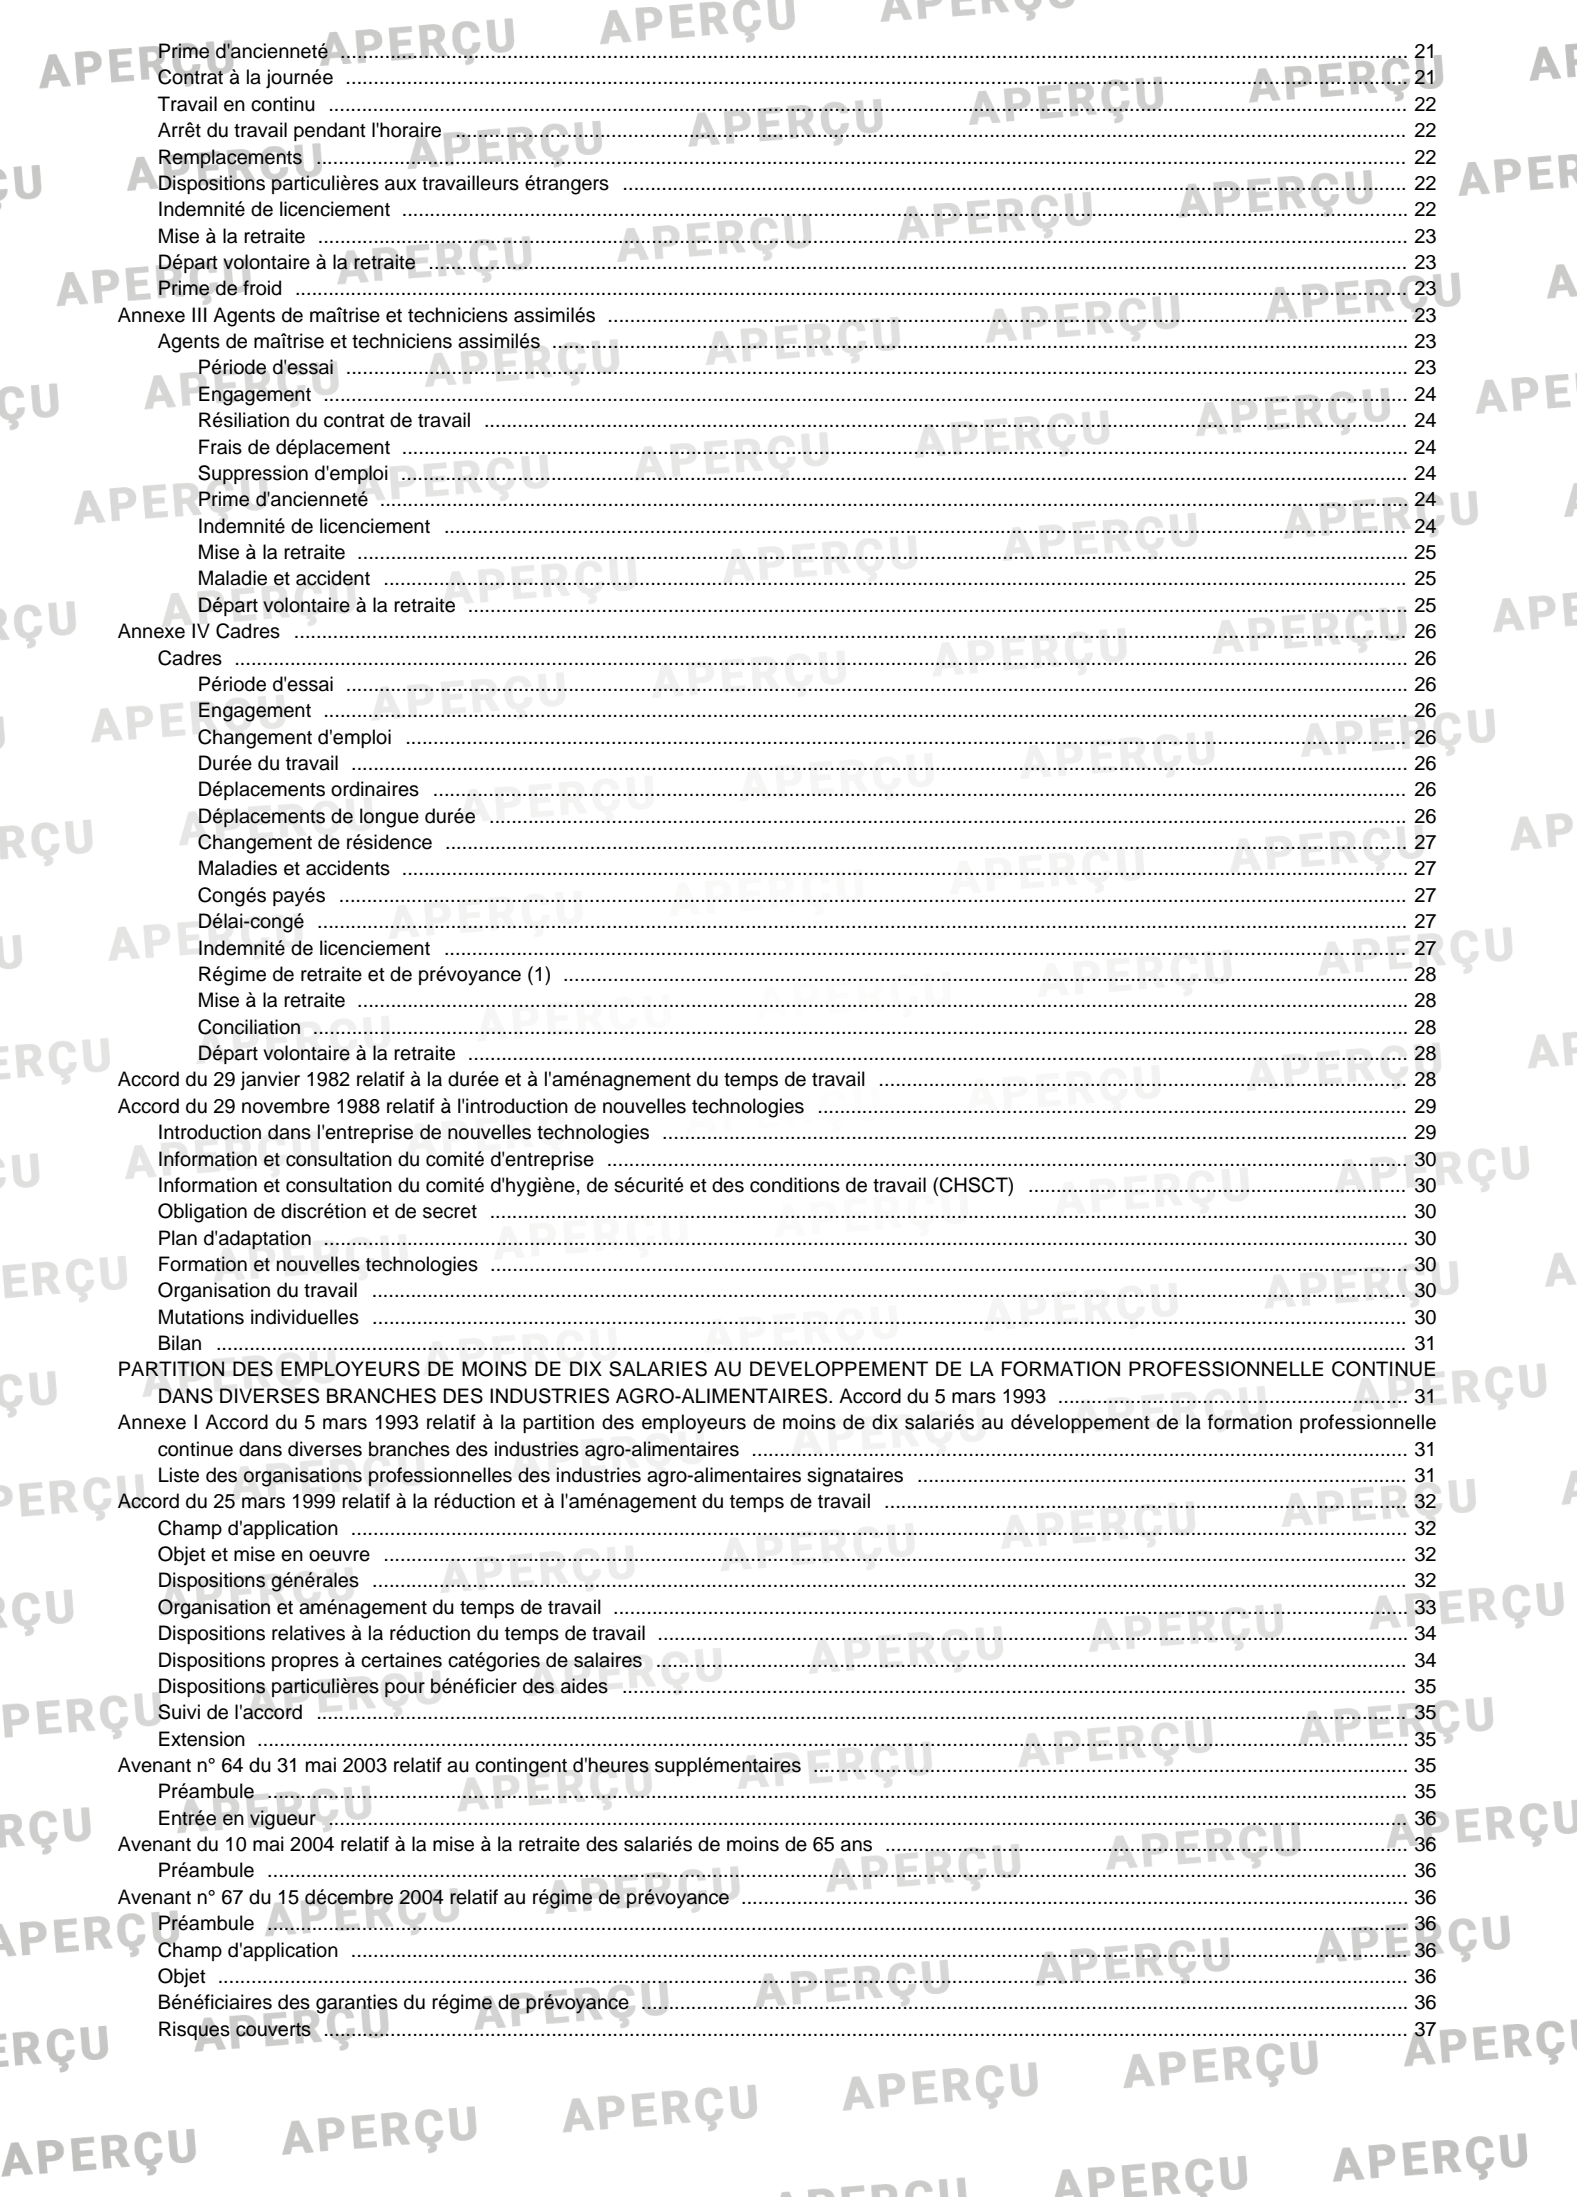 Prime d'ancienneté ........ 21
Contrat à la journée ........ 21
Travail en continu ........ 22
Arrêt du travail pendant l'horaire ........ 22
Remplacements ........ 22
Dispositions particulières aux travailleurs étrangers ........ 22
Indemnité de licenciement ........ 22
Mise à la retraite ........ 23
Départ volontaire à la retraite ........ 23
Prime de froid ........ 23
Annexe III Agents de maîtrise et techniciens assimilés ........ 23
Agents de maîtrise et techniciens assimilés ........ 23
Période d'essai ........ 23
Engagement ........ 24
Résiliation du contrat de travail ........ 24
Frais de déplacement ........ 24
Suppression d'emploi ........ 24
Prime d'ancienneté ........ 24
Indemnité de licenciement ........ 24
Mise à la retraite ........ 25
Maladie et accident ........ 25
Départ volontaire à la retraite ........ 25
Annexe IV Cadres ........ 26
Cadres ........ 26
Période d'essai ........ 26
Engagement ........ 26
Changement d'emploi ........ 26
Durée du travail ........ 26
Déplacements ordinaires ........ 26
Déplacements de longue durée ........ 26
Changement de résidence ........ 27
Maladies et accidents ........ 27
Congés payés ........ 27
Délai-congé ........ 27
Indemnité de licenciement ........ 27
Régime de retraite et de prévoyance (1) ........ 28
Mise à la retraite ........ 28
Conciliation ........ 28
Départ volontaire à la retraite ........ 28
Accord du 29 janvier 1982 relatif à la durée et à l'aménagnement du temps de travail ........ 28
Accord du 29 novembre 1988 relatif à l'introduction de nouvelles technologies ........ 29
Introduction dans l'entreprise de nouvelles technologies ........ 29
Information et consultation du comité d'entreprise ........ 30
Information et consultation du comité d'hygiène, de sécurité et des conditions de travail (CHSCT) ........ 30
Obligation de discrétion et de secret ........ 30
Plan d'adaptation ........ 30
Formation et nouvelles technologies ........ 30
Organisation du travail ........ 30
Mutations individuelles ........ 30
Bilan ........ 31
PARTITION DES EMPLOYEURS DE MOINS DE DIX SALARIES AU DEVELOPPEMENT DE LA FORMATION PROFESSIONNELLE CONTINUE
DANS DIVERSES BRANCHES DES INDUSTRIES AGRO-ALIMENTAIRES. Accord du 5 mars 1993 ........ 31
Annexe I Accord du 5 mars 1993 relatif à la partition des employeurs de moins de dix salariés au développement de la formation professionnelle
continue dans diverses branches des industries agro-alimentaires ........ 31
Liste des organisations professionnelles des industries agro-alimentaires signataires ........ 31
Accord du 25 mars 1999 relatif à la réduction et à l'aménagement du temps de travail ........ 32
Champ d'application ........ 32
Objet et mise en oeuvre ........ 32
Dispositions générales ........ 32
Organisation et aménagement du temps de travail ........ 33
Dispositions relatives à la réduction du temps de travail ........ 34
Dispositions propres à certaines catégories de salaires ........ 34
Dispositions particulières pour bénéficier des aides ........ 35
Suivi de l'accord ........ 35
Extension ........ 35
Avenant n° 64 du 31 mai 2003 relatif au contingent d'heures supplémentaires ........ 35
Préambule ........ 35
Entrée en vigueur ........ 36
Avenant du 10 mai 2004 relatif à la mise à la retraite des salariés de moins de 65 ans ........ 36
Préambule ........ 36
Avenant n° 67 du 15 décembre 2004 relatif au régime de prévoyance ........ 36
Préambule ........ 36
Champ d'application ........ 36
Objet ........ 36
Bénéficiaires des garanties du régime de prévoyance ........ 36
Risques couverts ........ 37
APERÇU